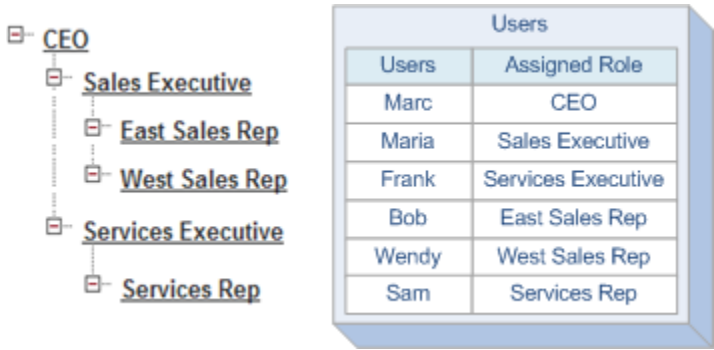 CEO
Sales Executive
East Sales Rep
West Sales Rep
Services Executive
Services Rep
Users
Users Assigned Role
Marc CEO
Maria Sales Executive
Frank Services Executive
Bob East Sales Rep
Wendy West Sales Rep
Sam Services Rep